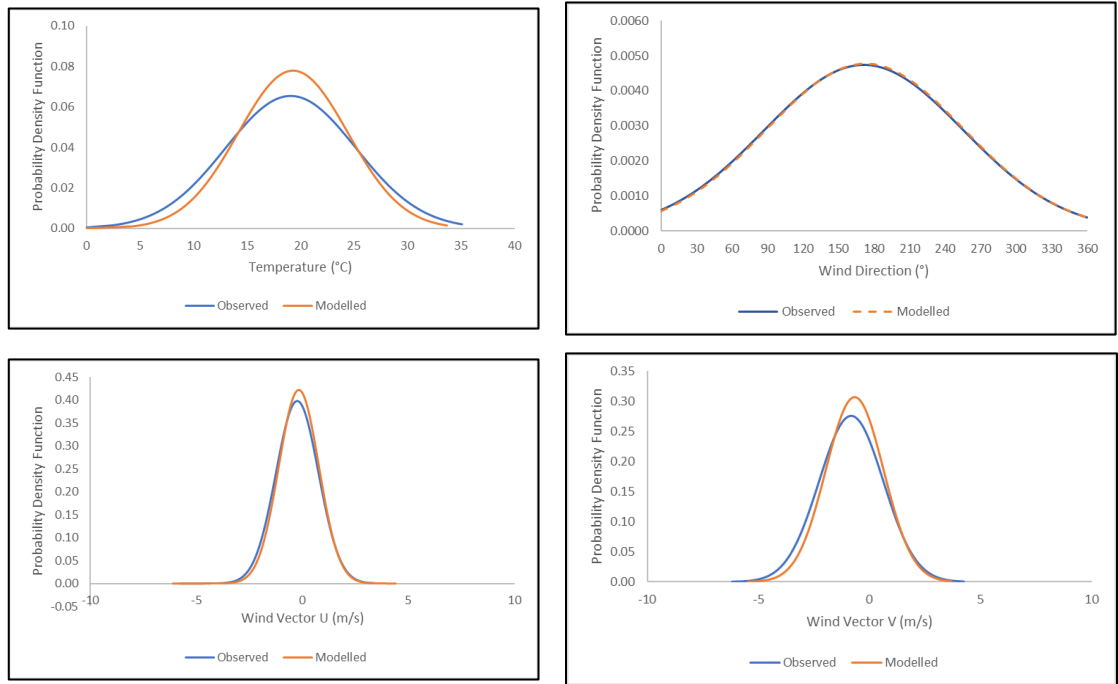 Probability Density Function
0.10
0.08
0.06
0.04
0.02
0.00
0 5 10 15 20 25 30 35 40
Temperature (°C)
Observed Modelled
Probability Density Function
0.0060
0.0050
0.0040
0.0030
0.0020
0.0010
0.0000
0 30 60 90 120 150 180 210 240 270 300 330 360
Wind Direction (°)
Observed Modelled
Probability Density Function
0.45
0.40
0.35
0.30
0.25
0.20
0.15
0.10
0.05
0.00
-0.05
-10 -5 0 5 10
Wind Vector U (m/s)
Observed Modelled
Probability Density Function
0.35
0.30
0.25
0.20
0.15
0.10
0.05
0.00
-10 -5 0 5 10
Wind Vector V (m/s)
Observed Modelled